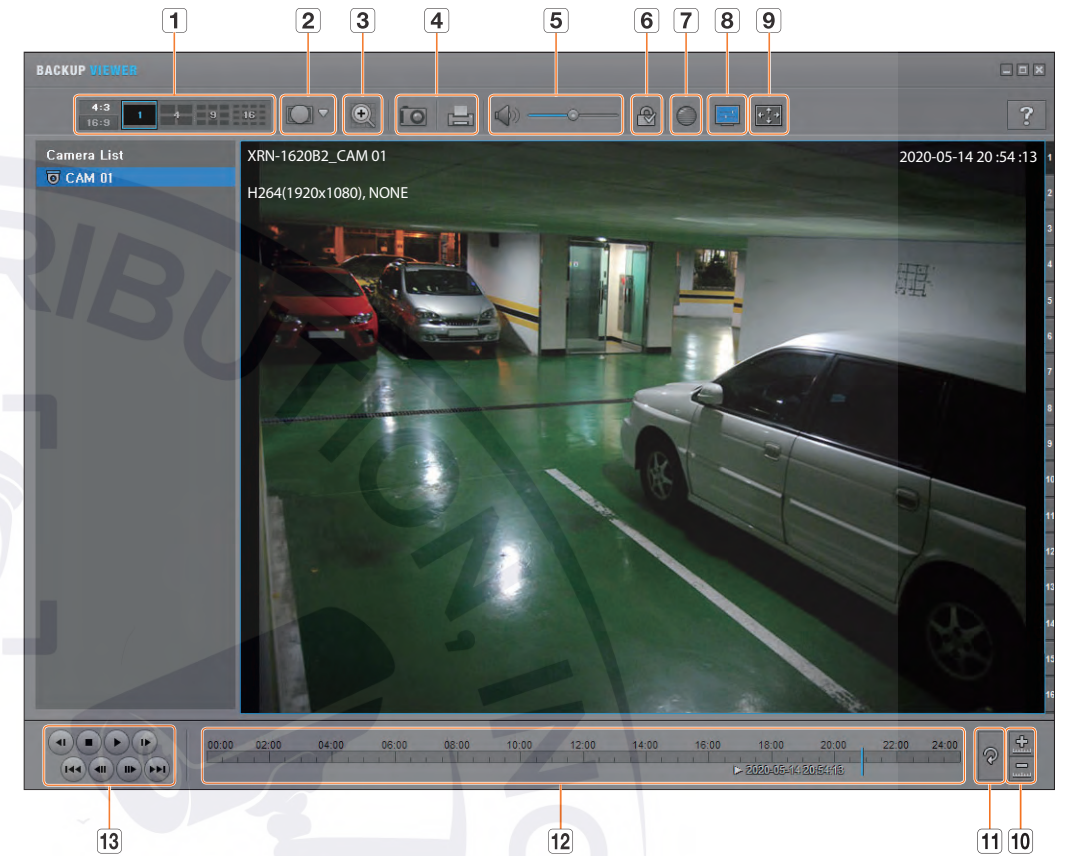 1 2 3 4 5 6 7 8 9
BACKUP VIEWER
4:3
16:9
1 4 9 16
?
Camera List
CAM 01
XRN-1620B2_CAM 01
2020-05-14 20 :54 :13
H264(1920x1080), NONE
1
2
3
4
5
6
7
8
9
10
11
12
13
14
15
16
00:00 02:00 04:00 06:00 08:00 10:00 12:00 14:00 16:00 18:00 20:00 22:00 24:00
2020-05-14 20:54:13
13 12 11 10
RIBUTION, INC